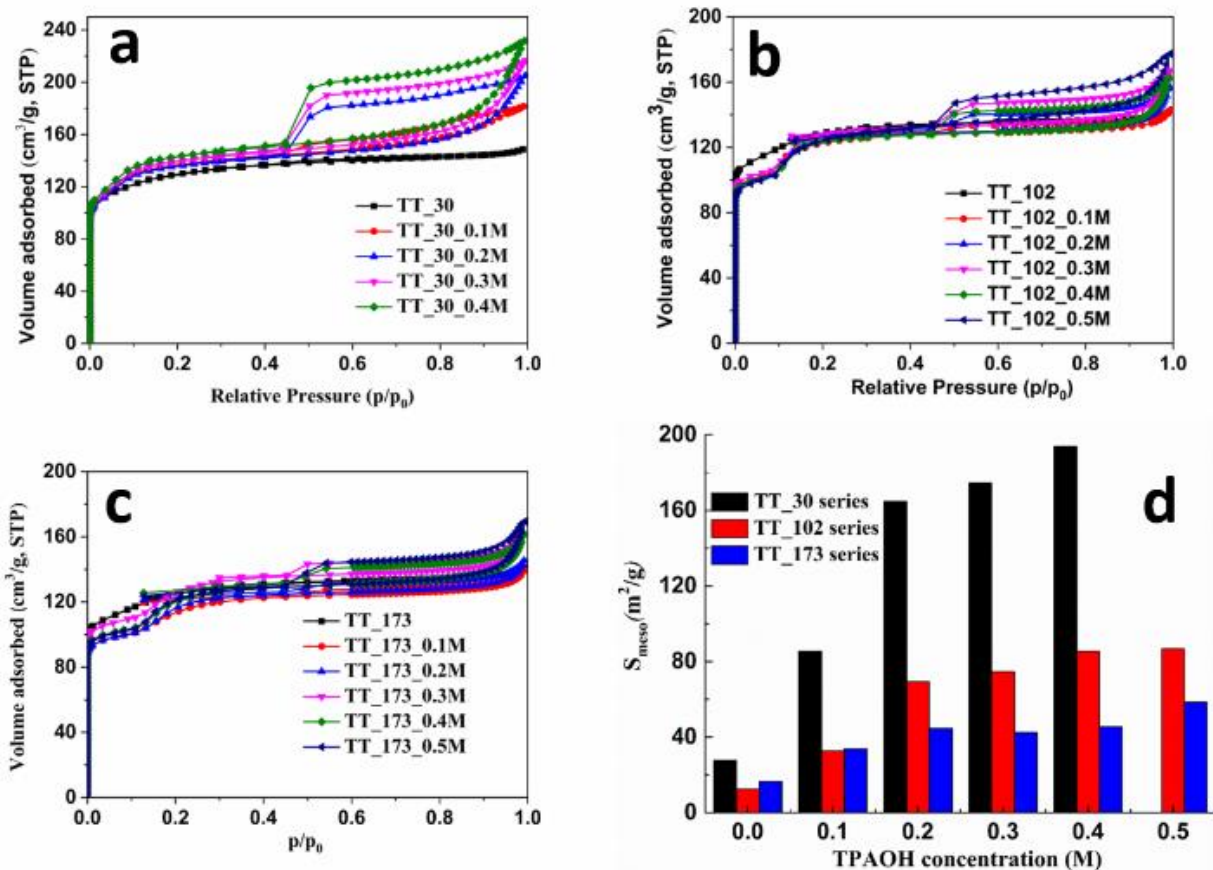 a
Volume adsorbed (cm³/g, STP)
240
200
160
120
80
40
0
TT_30
TT_30_0.1M
TT_30_0.2M
TT_30_0.3M
TT_30_0.4M
0.0 0.2 0.4 0.6 0.8 1.0
Relative Pressure (p/p₀)
b
Volume adsorbed (cm³/g, STP)
200
160
120
80
40
0
TT_102
TT_102_0.1M
TT_102_0.2M
TT_102_0.3M
TT_102_0.4M
TT_102_0.5M
0.0 0.2 0.4 0.6 0.8 1.0
Relative Pressure (p/p₀)
c
Volume adsorbed (cm³/g, STP)
200
160
120
80
40
0
TT_173
TT_173_0.1M
TT_173_0.2M
TT_173_0.3M
TT_173_0.4M
TT_173_0.5M
0.0 0.2 0.4 0.6 0.8 1.0
p/p₀
d
S_meso(m²/g)
200
160
120
80
40
0
TT_30 series
TT_102 series
TT_173 series
0.0 0.1 0.2 0.3 0.4 0.5
TPAOH concentration (M)